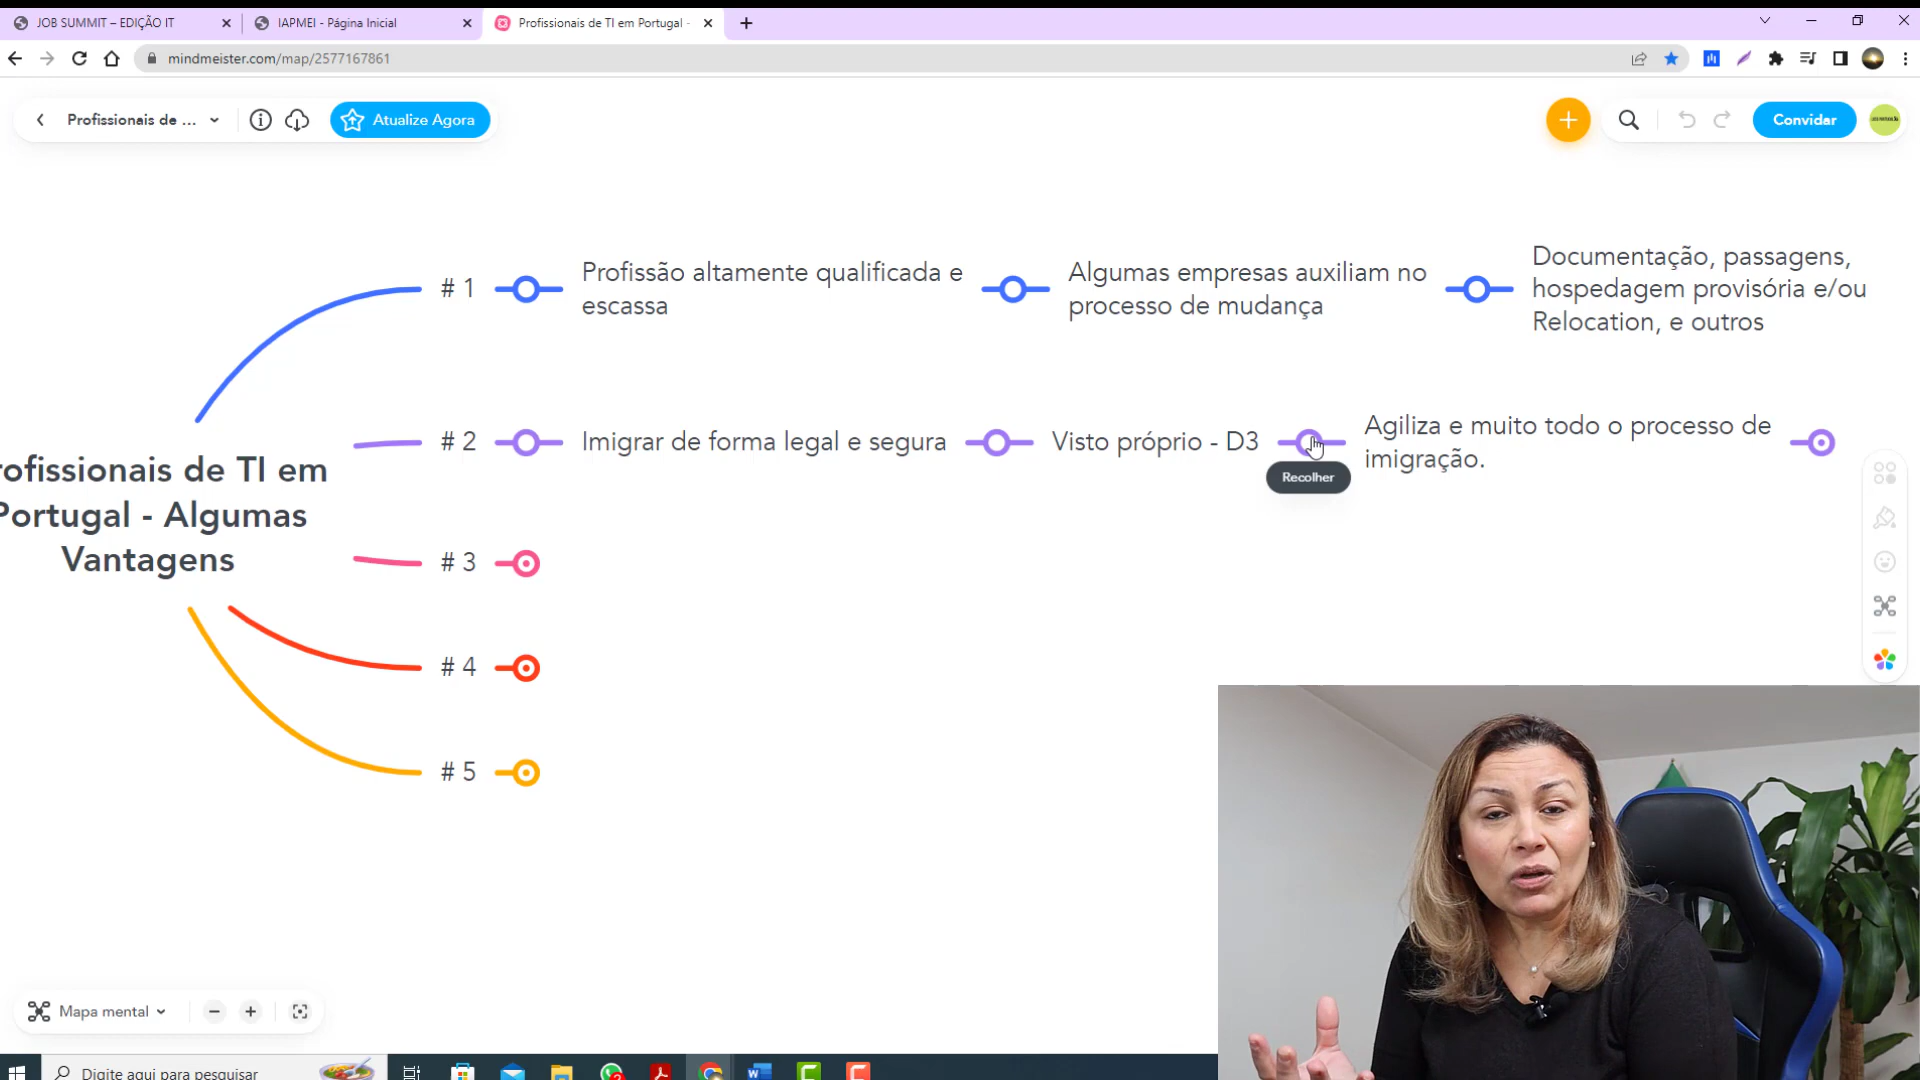 JOB SUMMIT – EDIÇÃO IT
IAPMEI - Página Inicial
Profissionais de TI em Portugal -
mindmeister.com/map/2577167861
Profissionais de ...
Atualize Agora
Convidar
# 1
Profissão altamente qualificada e
escassa
Algumas empresas auxiliam no
processo de mudança
Documentação, passagens,
hospedagem provisória e/ou
Relocation, e outros
# 2
Imigrar de forma legal e segura
Visto próprio - D3
Agiliza e muito todo o processo de
imigração.
Recolher
rofissionais de TI em
Portugal - Algumas
Vantagens
# 3
# 4
# 5
Mapa mental
Digite aqui para pesquisar